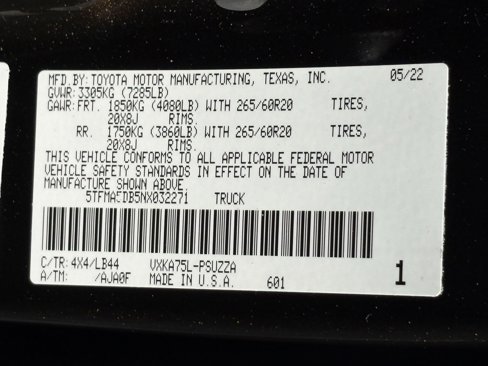 MFD.BY:TOYOTA MOTOR MANUFACTURING, TEXAS, INC. 05/22
GVWR:3305KG (7285LB)
GAWR:FRT. 1850KG (4080LB) WITH 265/60R20 TIRES,
20X8J RIMS.
RR. 1750KG (3860LB) WITH 265/60R20 TIRES,
20X8J RIMS.
THIS VEHICLE CONFORMS TO ALL APPLICABLE FEDERAL MOTOR
VEHICLE SAFETY STANDARDS IN EFFECT ON THE DATE OF
MANUFACTURE SHOWN ABOVE.
5TFMA5DB5NX032271 TRUCK
C/TR:4X4/LB44 VXKA75L-PSUZZA
A/TM: /AJA0F MADE IN U.S.A. 601 1